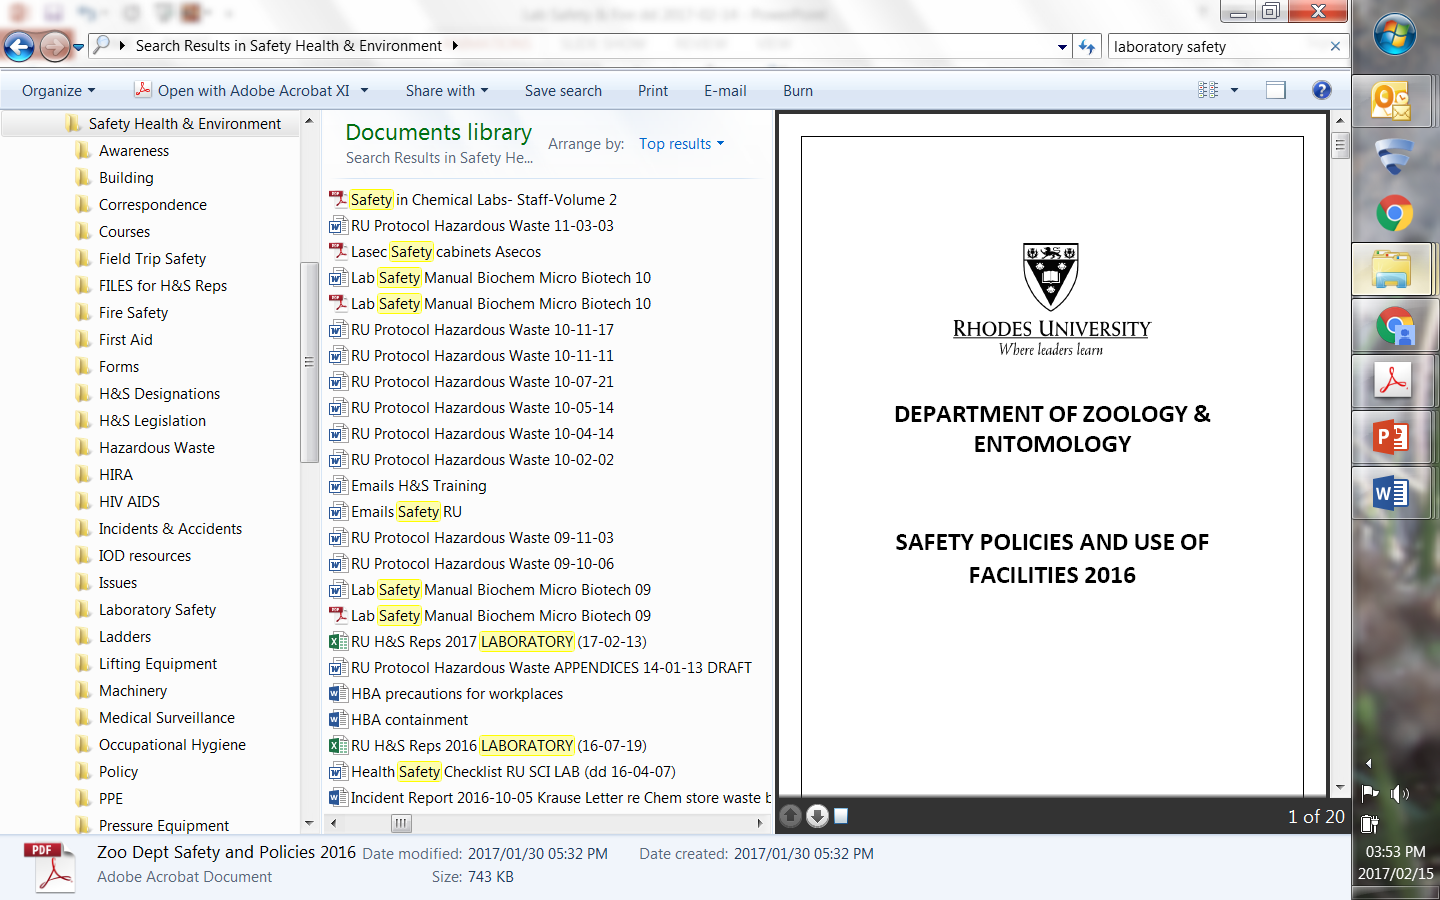 Lab Safety & Env dd 2017-02-16 - PowerPoint
Search Results in Safety Health & Environment
laboratory safety
Organize
Open with Adobe Acrobat XI
Share with
Save search
Print
E-mail
Burn
Safety Health & Environment
Awareness
Building
Correspondence
Courses
Field Trip Safety
FILES for H&S Reps
Fire Safety
First Aid
Forms
H&S Designations
H&S Legislation
Hazardous Waste
HIRA
HIV AIDS
Incidents & Accidents
IOD resources
Issues
Laboratory Safety
Ladders
Lifting Equipment
Machinery
Medical Surveillance
Occupational Hygiene
Policy
PPE
Pressure Equipment
Documents library
Search Results in Safety He...
Arrange by: Top results
Safety in Chemical Labs- Staff-Volume 2
RU Protocol Hazardous Waste 11-03-03
Lasec Safety cabinets Asecos
Lab Safety Manual Biochem Micro Biotech 10
Lab Safety Manual Biochem Micro Biotech 10
RU Protocol Hazardous Waste 10-11-17
RU Protocol Hazardous Waste 10-11-11
RU Protocol Hazardous Waste 10-07-21
RU Protocol Hazardous Waste 10-05-14
RU Protocol Hazardous Waste 10-04-14
RU Protocol Hazardous Waste 10-02-02
Emails H&S Training
Emails Safety RU
RU Protocol Hazardous Waste 09-11-03
RU Protocol Hazardous Waste 09-10-06
Lab Safety Manual Biochem Micro Biotech 09
Lab Safety Manual Biochem Micro Biotech 09
RU H&S Reps 2017 LABORATORY (17-02-13)
RU Protocol Hazardous Waste APPENDICES 14-01-13 DRAFT
HBA precautions for workplaces
HBA containment
RU H&S Reps 2016 LABORATORY (16-07-19)
Health Safety Checklist RU SCI LAB (dd 16-04-07)
Incident Report 2016-10-05 Krause Letter re Chem store waste b
RHODES UNIVERSITY
Where leaders learn
DEPARTMENT OF ZOOLOGY &
ENTOMOLOGY
SAFETY POLICIES AND USE OF
FACILITIES 2016
1 of 20
PDF
Zoo Dept Safety and Policies 2016
Date modified: 2017/01/30 05:32 PM
Date created: 2017/01/30 05:32 PM
Adobe Acrobat Document
Size: 743 KB
03:53 PM
2017/02/15